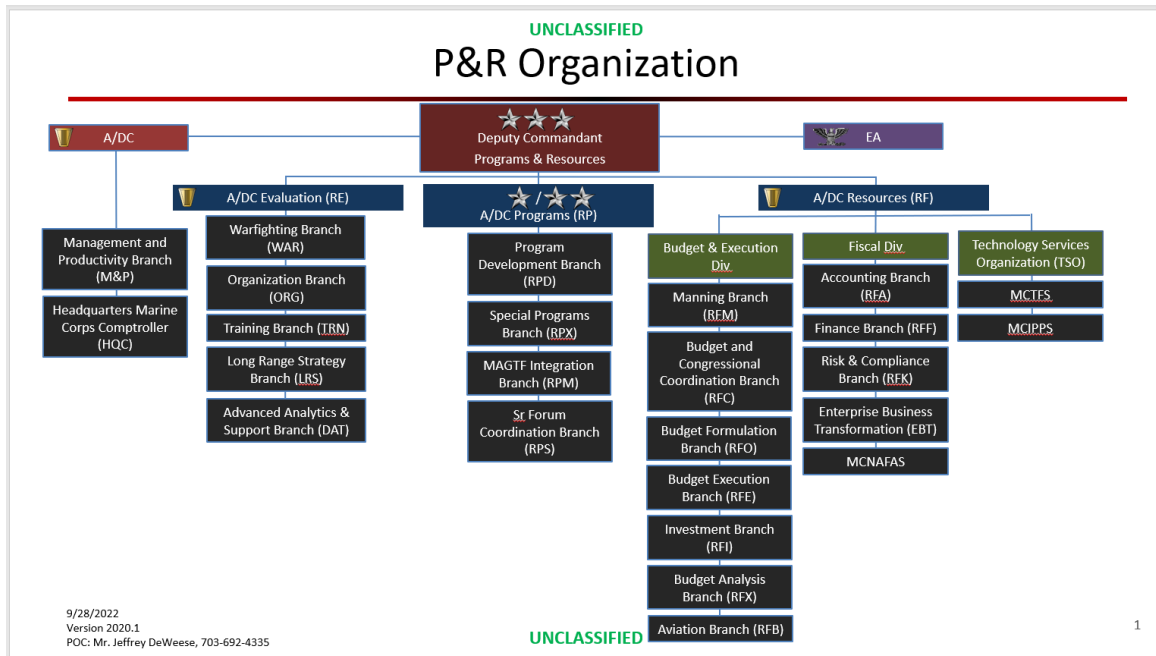 UNCLASSIFIED
P&R Organization
A/DC
Deputy Commandant
Programs & Resources
EA
A/DC Evaluation (RE)
/
A/DC Programs (RP)
A/DC Resources (RF)
Management and
Productivity Branch
(M&P)
Headquarters Marine
Corps Comptroller
(HQC)
Warfighting Branch
(WAR)
Organization Branch
(ORG)
Training Branch (TRN)
Long Range Strategy
Branch (LRS)
Advanced Analytics &
Support Branch (DAT)
Program
Development Branch
(RPD)
Special Programs
Branch (RPX)
MAGTF Integration
Branch (RPM)
Sr Forum
Coordination Branch
(RPS)
Budget & Execution
Div
Manning Branch
(RFM)
Budget and
Congressional
Coordination Branch
(RFC)
Budget Formulation
Branch (RFO)
Budget Execution
Branch (RFE)
Investment Branch
(RFI)
Budget Analysis
Branch (RFX)
Aviation Branch (RFB)
Fiscal Div
Accounting Branch
(RFA)
Finance Branch (RFF)
Risk & Compliance
Branch (RFK)
Enterprise Business
Transformation (EBT)
MCNAFAS
Technology Services
Organization (TSO)
MCTFS
MCIPPS
9/28/2022
Version 2020.1
POC: Mr. Jeffrey DeWeese, 703-692-4335
UNCLASSIFIED
1